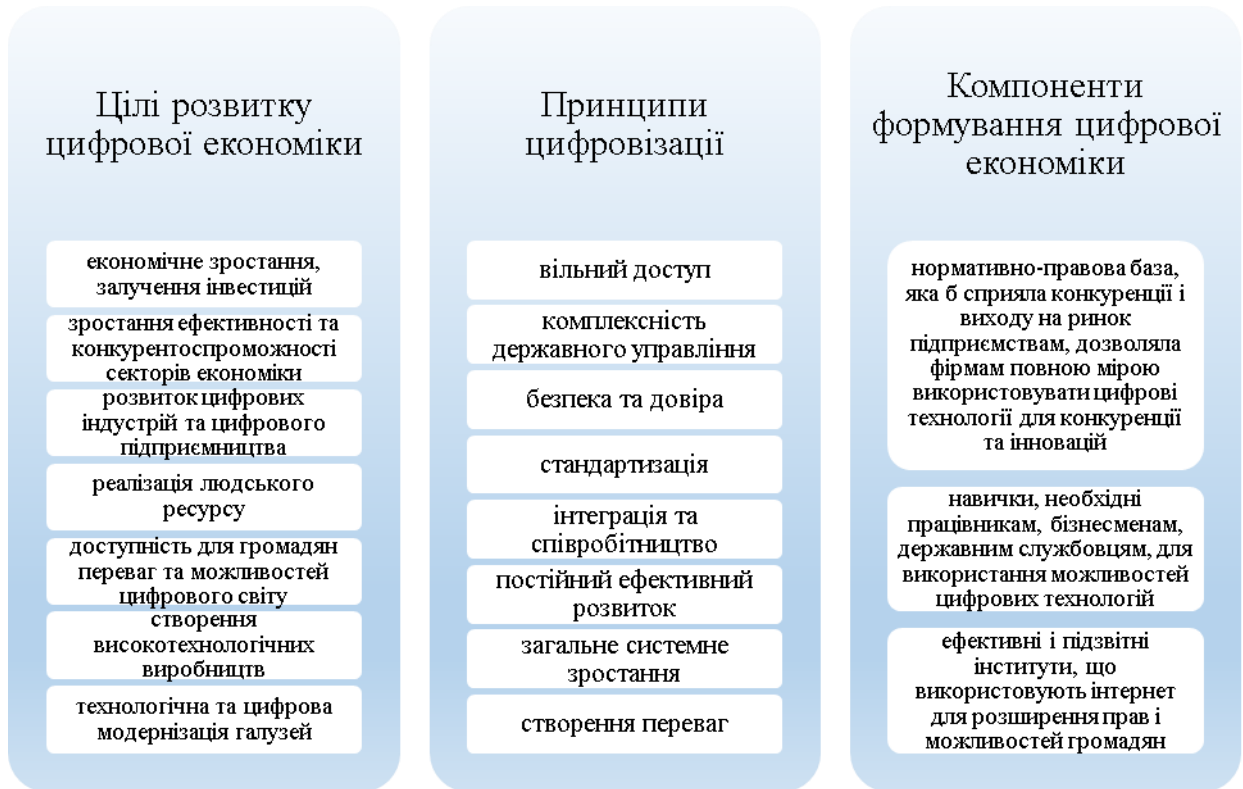 Цілі розвитку
цифрової економіки
економічне зростання,
залучення інвестицій
зростання ефективності та
конкурентоспроможності
секторів економіки
розвиток цифрових
індустрій та цифрового
підприємництва
реалізація людського
ресурсу
доступність для громадян
переваг та можливостей
цифрового світу
створення
високотехнологічних
виробництв
технологічна та цифрова
модернізація галузей
Принципи
цифровізації
вільний доступ
комплексність
державного управління
безпека та довіра
стандартизація
інтеграція та
співробітництво
постійний ефективний
розвиток
загальне системне
зростання
створення переваг
Компоненти
формування цифрової
економіки
нормативно-правова база,
яка б сприяла конкуренції і
виходу на ринок
підприємствам, дозволяла
фірмам повною мірою
використовувати цифрові
технології для конкуренції
та інновацій
навички, необхідні
працівникам, бізнесменам,
державним службовцям, для
використання можливостей
цифрових технологій
ефективні і підзвітні
інститути, що
використовують інтернет
для розширення прав і
можливостей громадян